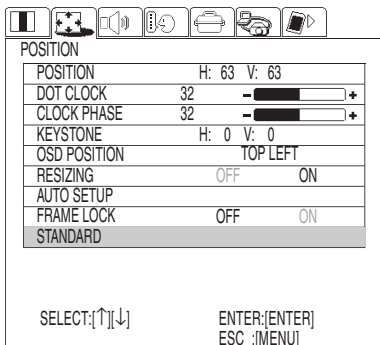 POSITION
POSITION H: 63 V: 63
DOT CLOCK 32 - +
CLOCK PHASE 32 - +
KEYSTONE H: 0 V: 0
OSD POSITION TOP LEFT
RESIZING OFF ON
AUTO SETUP
FRAME LOCK OFF ON
STANDARD
SELECT:[↑][↓] ENTER:[ENTER]
ESC :[MENU]